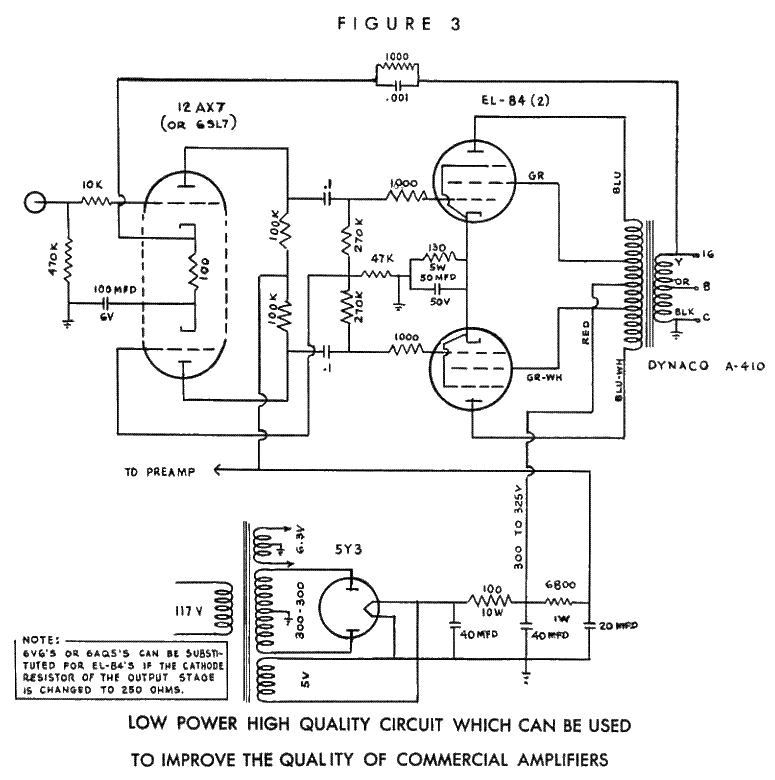 FIGURE 3
1000
.001
12AX7
(OR 6SL7)
EL-84 (2)
10K
.1
1000
GR
BLU
470K
100
100K
270K
47K
130
5W
50MFD
50V
16
Y
OR
8
BLK
C
100 MFD
6V
100K
270K
.1
1000
RED
GR-WH
BLU-WH
DYNACO A-410
TO PREAMP
300 TO 325V
6.3V
5Y3
117 V
300-300
5V
100
10W
6800
1W
40MFD
40MFD
20 MFD
NOTE:
6V6'S OR 6AQ5'S CAN BE SUBSTI-
TUTED FOR EL-84'S IF THE CATHODE
RESISTOR OF THE OUTPUT STAGE
IS CHANGED TO 250 OHMS.
LOW POWER HIGH QUALITY CIRCUIT WHICH CAN BE USED
TO IMPROVE THE QUALITY OF COMMERCIAL AMPLIFIERS